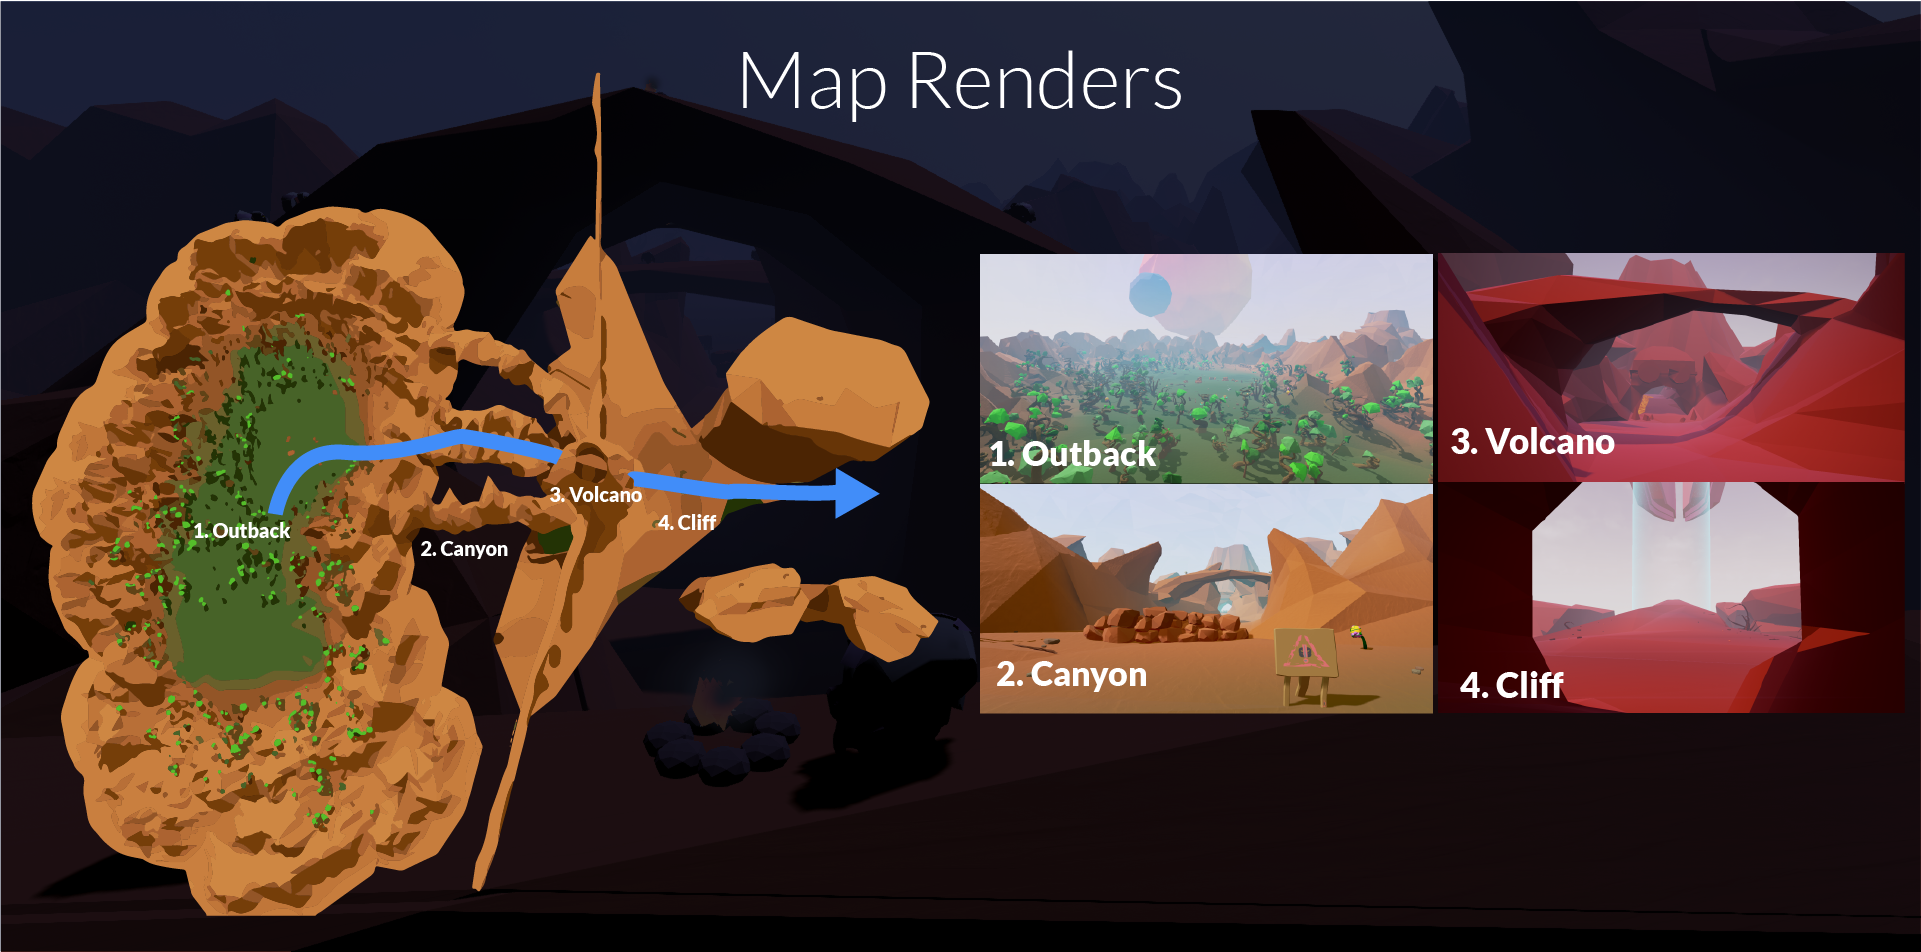 Map Renders
1. Outback
2. Canyon
3. Volcano
4. Cliff
1. Outback
2. Canyon
3. Volcano
4. Cliff